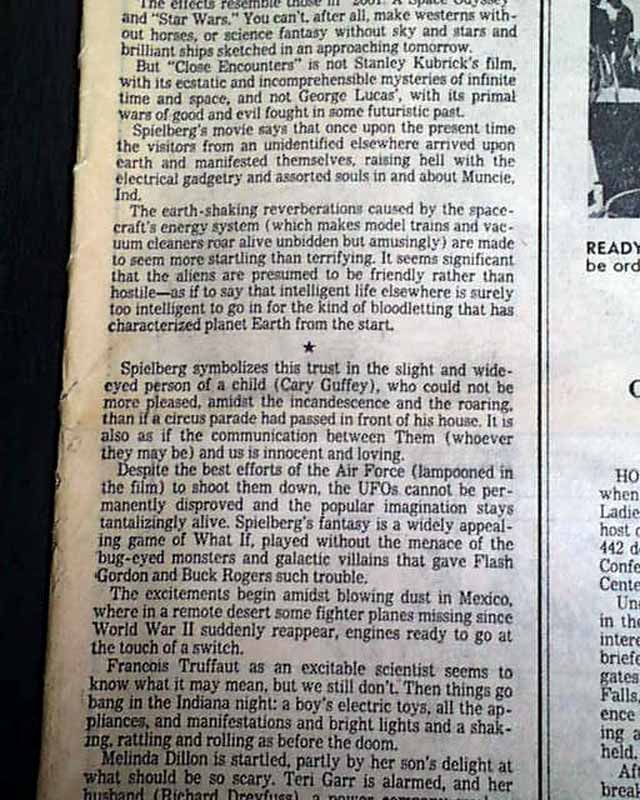 The effects resemble those in "2001: A Space Odyssey"
and "Star Wars." You can't, after all, make westerns with-
out horses, or science fantasy without sky and stars and
brilliant ships sketched in an approaching tomorrow.
But "Close Encounters" is not Stanley Kubrick's film,
with its ecstatic and incomprehensible mysteries of infinite
time and space, and not George Lucas', with its primal
wars of good and evil fought in some futuristic past.
Spielberg's movie says that once upon the present time
the visitors from an unidentified elsewhere arrived upon
earth and manifested themselves, raising hell with the
electrical gadgetry and assorted souls in and about Muncie,
Ind.
The earth-shaking reverberations caused by the space-
craft's energy system (which makes model trains and vac-
uum cleaners roar alive unbidden but amusingly) are made
to seem more startling than terrifying. It seems significant
that the aliens are presumed to be friendly rather than
hostile—as if to say that intelligent life elsewhere is surely
too intelligent to go in for the kind of bloodletting that has
characterized planet Earth from the start.
★
Spielberg symbolizes this trust in the slight and wide-
eyed person of a child (Cary Guffey), who could not be
more pleased, amidst the incandescence and the roaring,
than if a circus parade had passed in front of his house. It is
also as if the communication between Them (whoever
they may be) and us is innocent and loving.
Despite the best efforts of the Air Force (lampooned in
the film) to shoot them down, the UFOs cannot be per-
manently disproved and the popular imagination stays
tantalizingly alive. Spielberg's fantasy is a widely appeal-
ing game of What If, played without the menace of the
bug-eyed monsters and galactic villains that gave Flash
Gordon and Buck Rogers such trouble.
The excitements begin amidst blowing dust in Mexico,
where in a remote desert some fighter planes missing since
World War II suddenly reappear, engines ready to go at
the touch of a switch.
Francois Truffaut as an excitable scientist seems to
know what it may mean, but we still don't. Then things go
bang in the Indiana night: a boy's electric toys, all the ap-
pliances, and manifestations and bright lights and a shak-
ing, rattling and rolling as before the doom.
Melinda Dillon is startled, partly by her son's delight at
what should be so scary. Teri Garr is alarmed, and her
husband (Richard Dreyfuss), a power company
READY
be ord
HO
when
Ladie
host o
442 d
Confe
Cente
Un
in the
intere
briefe
gates
Falls,
ence
ing a
held.
Aft
break